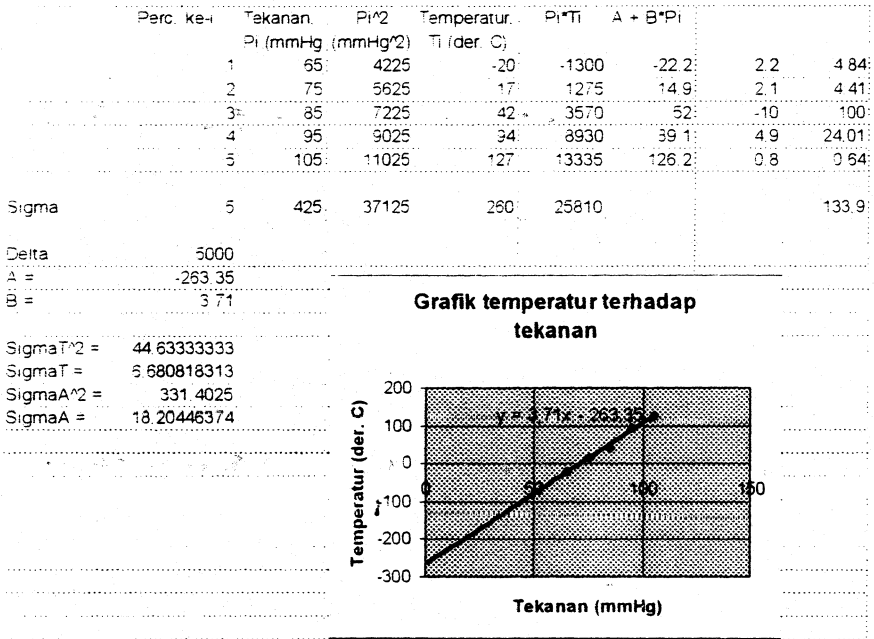 Perc. ke-i Tekanan. Pi^2 Temperatur. Pi*Ti A + B*Pi
Pi (mmHg (mmHg^2) Ti (der. C)
1 65 4225 -20 -1300 -22.2 2.2 4.84
2 75 5625 17 1275 14.9 2.1 4.41
3 85 7225 42 3570 52 -10 100
4 95 9025 94 8930 39.1 4.9 24.01
5 105 11025 127 13335 126.2 0.8 0.64
Sigma 5 425 37125 260 25810 133.9
Delta 5000
A = -263.35
B = 3.71
SigmaT^2 = 44.63333333
SigmaT = 6.680818313
SigmaA^2 = 331.4025
SigmaA = 18.20446374
Grafik temperatur terhadap
tekanan
Temperatur (der. C)
200
100
0
-100
-200
-300
y = 3.71x - 263.35
0 50 100 150
Tekanan (mmHg)